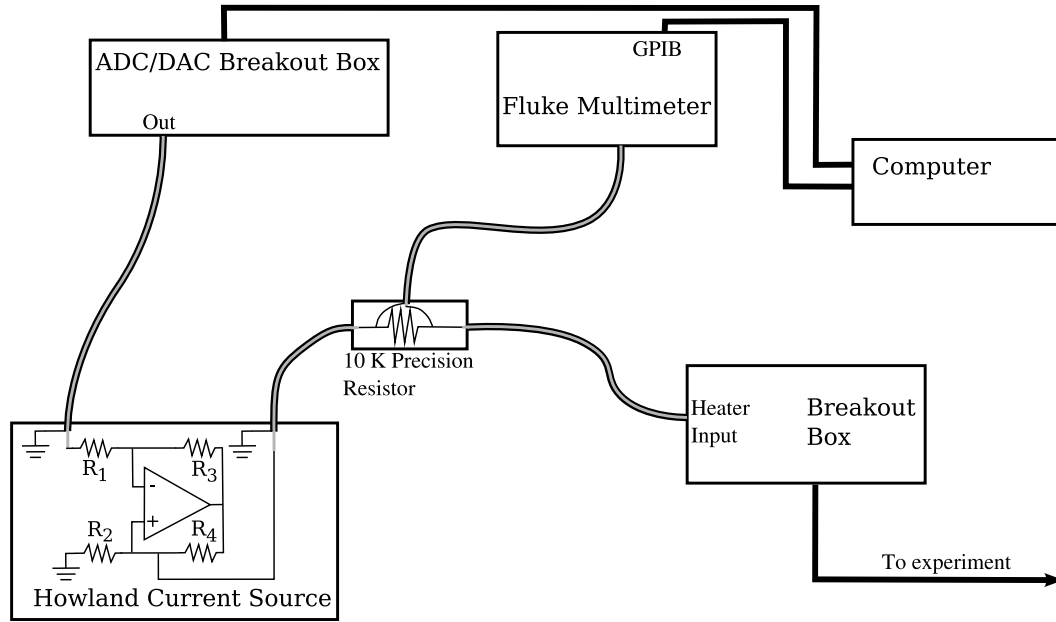 ADC/DAC Breakout Box
Out
GPIB
Fluke Multimeter
Computer
10 K Precision
Resistor
Heater
Input
Breakout
Box
R1
R3
-
+
R2
R4
Howland Current Source
To experiment